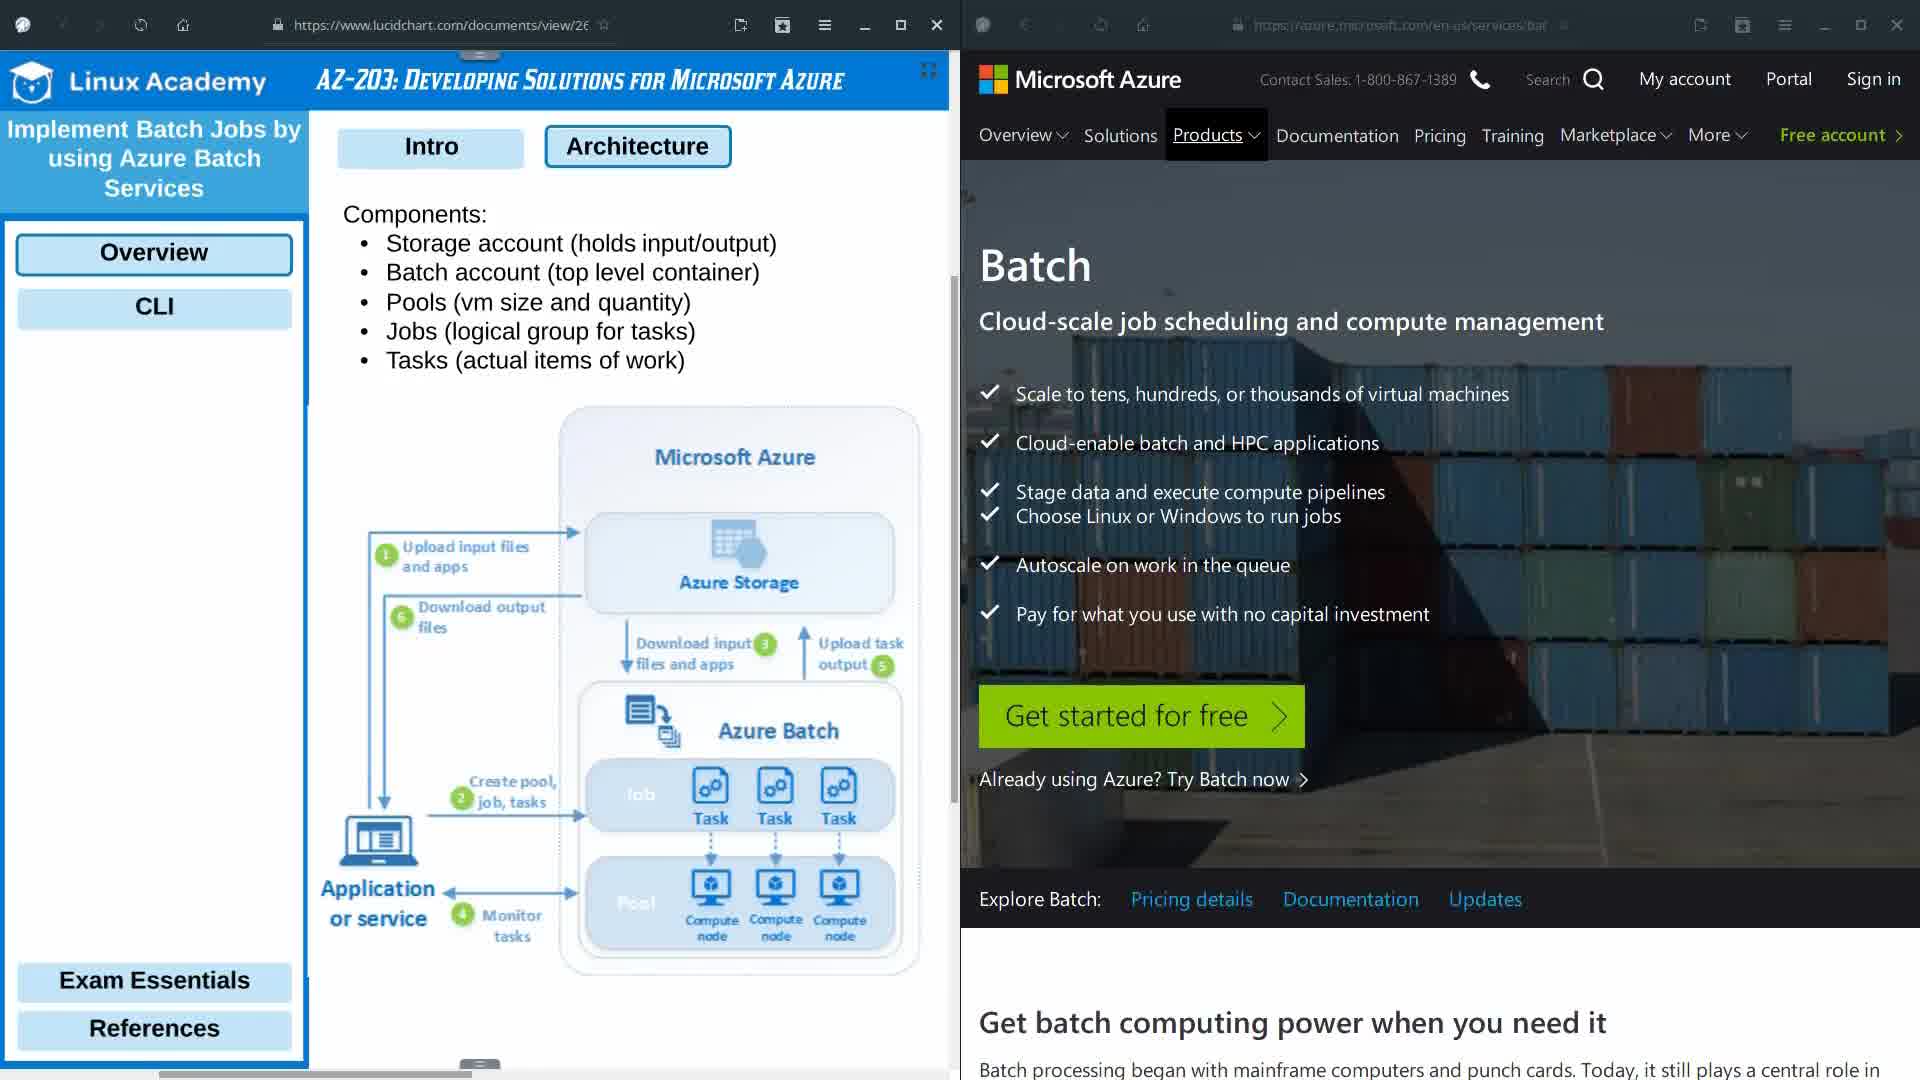 https://www.lucidchart.com/documents/view/26
Linux Academy
AZ-203: Developing Solutions for Microsoft Azure
Implement Batch Jobs by
using Azure Batch
Services
Overview
CLI
Exam Essentials
References
Intro
Architecture
Components:
• Storage account (holds input/output)
• Batch account (top level container)
• Pools (vm size and quantity)
• Jobs (logical group for tasks)
• Tasks (actual items of work)
Microsoft Azure
Azure Storage
1 Upload input files
and apps
6 Download output
files
Download input 3
files and apps
Upload task
output 5
Azure Batch
Create pool,
2 job, tasks
Job
Task Task Task
Application
or service
4 Monitor
tasks
Pool
Compute
node
Compute
node
Compute
node
https://azure.microsoft.com/en-us/services/bat
Microsoft Azure
Contact Sales: 1-800-867-1389
Search
My account
Portal
Sign in
Overview
Solutions
Products
Documentation
Pricing
Training
Marketplace
More
Free account
Batch
Cloud-scale job scheduling and compute management
Scale to tens, hundreds, or thousands of virtual machines
Cloud-enable batch and HPC applications
Stage data and execute compute pipelines
Choose Linux or Windows to run jobs
Autoscale on work in the queue
Pay for what you use with no capital investment
Get started for free
Already using Azure? Try Batch now
Explore Batch: Pricing details Documentation Updates
Get batch computing power when you need it
Batch processing began with mainframe computers and punch cards. Today, it still plays a central role in